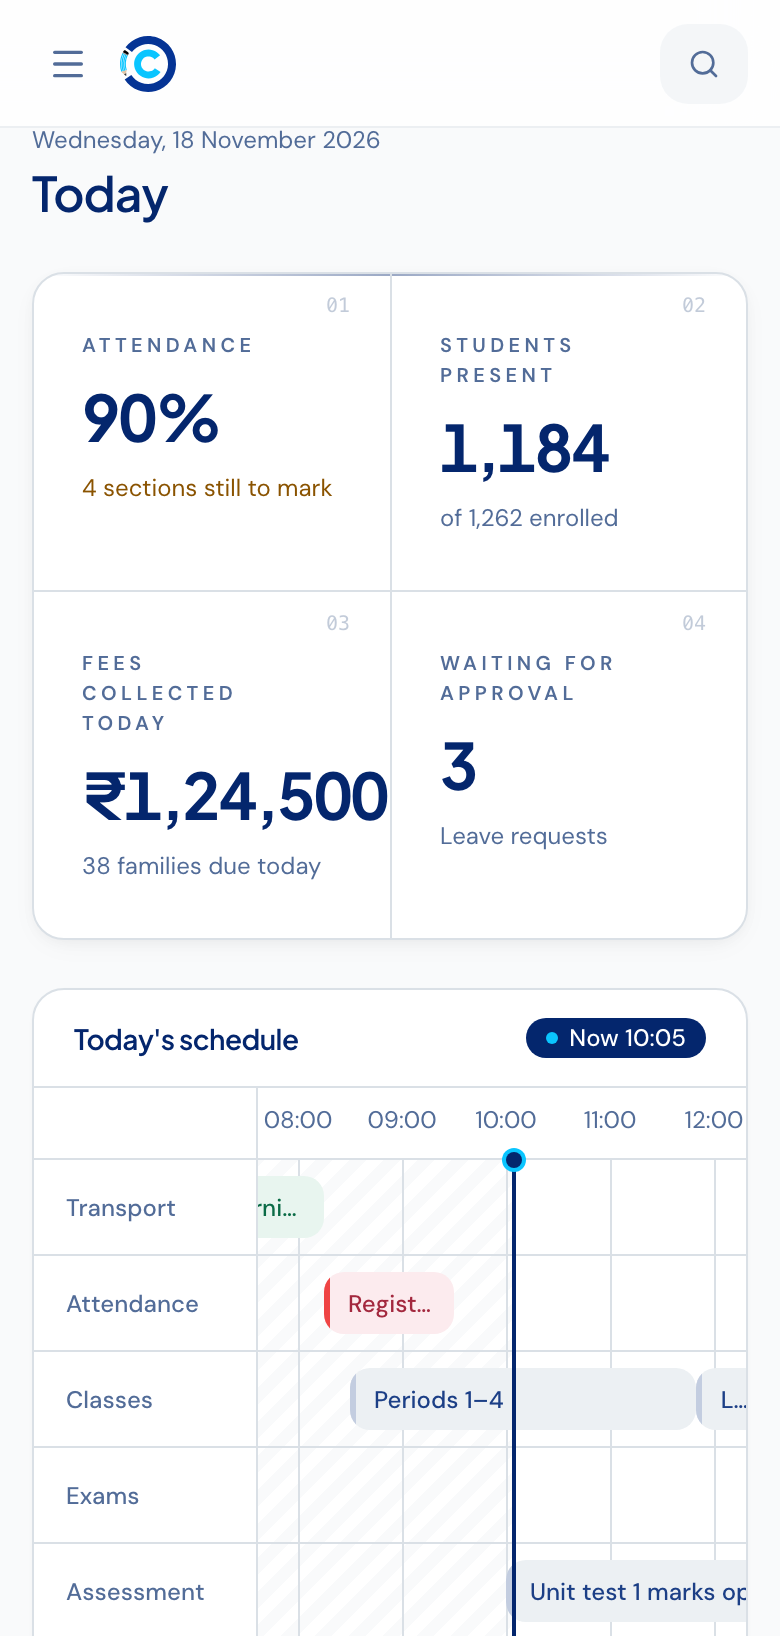 Wednesday, 18 November 2026
Today
01
ATTENDANCE
90%
4 sections still to mark
02
STUDENTS
PRESENT
1,184
of 1,262 enrolled
03
FEES
COLLECTED
TODAY
₹1,24,500
38 families due today
04
WAITING FOR
APPROVAL
3
Leave requests
Today's schedule
Now 10:05
08:00 09:00 10:00 11:00 12:00
Transport
rni...
Attendance
Regist...
Classes
Periods 1–4
L...
Exams
Assessment
Unit test 1 marks op